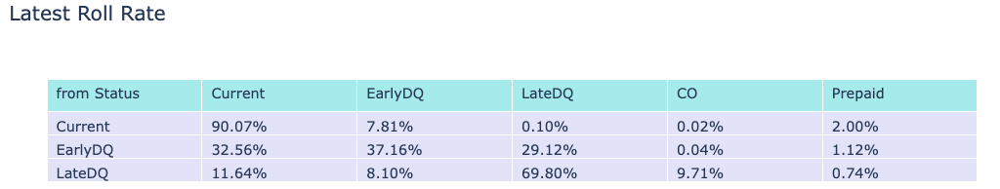 Latest Roll Rate
from Status Current EarlyDQ LateDQ CO Prepaid
Current 90.07% 7.81% 0.10% 0.02% 2.00%
EarlyDQ 32.56% 37.16% 29.12% 0.04% 1.12%
LateDQ 11.64% 8.10% 69.80% 9.71% 0.74%